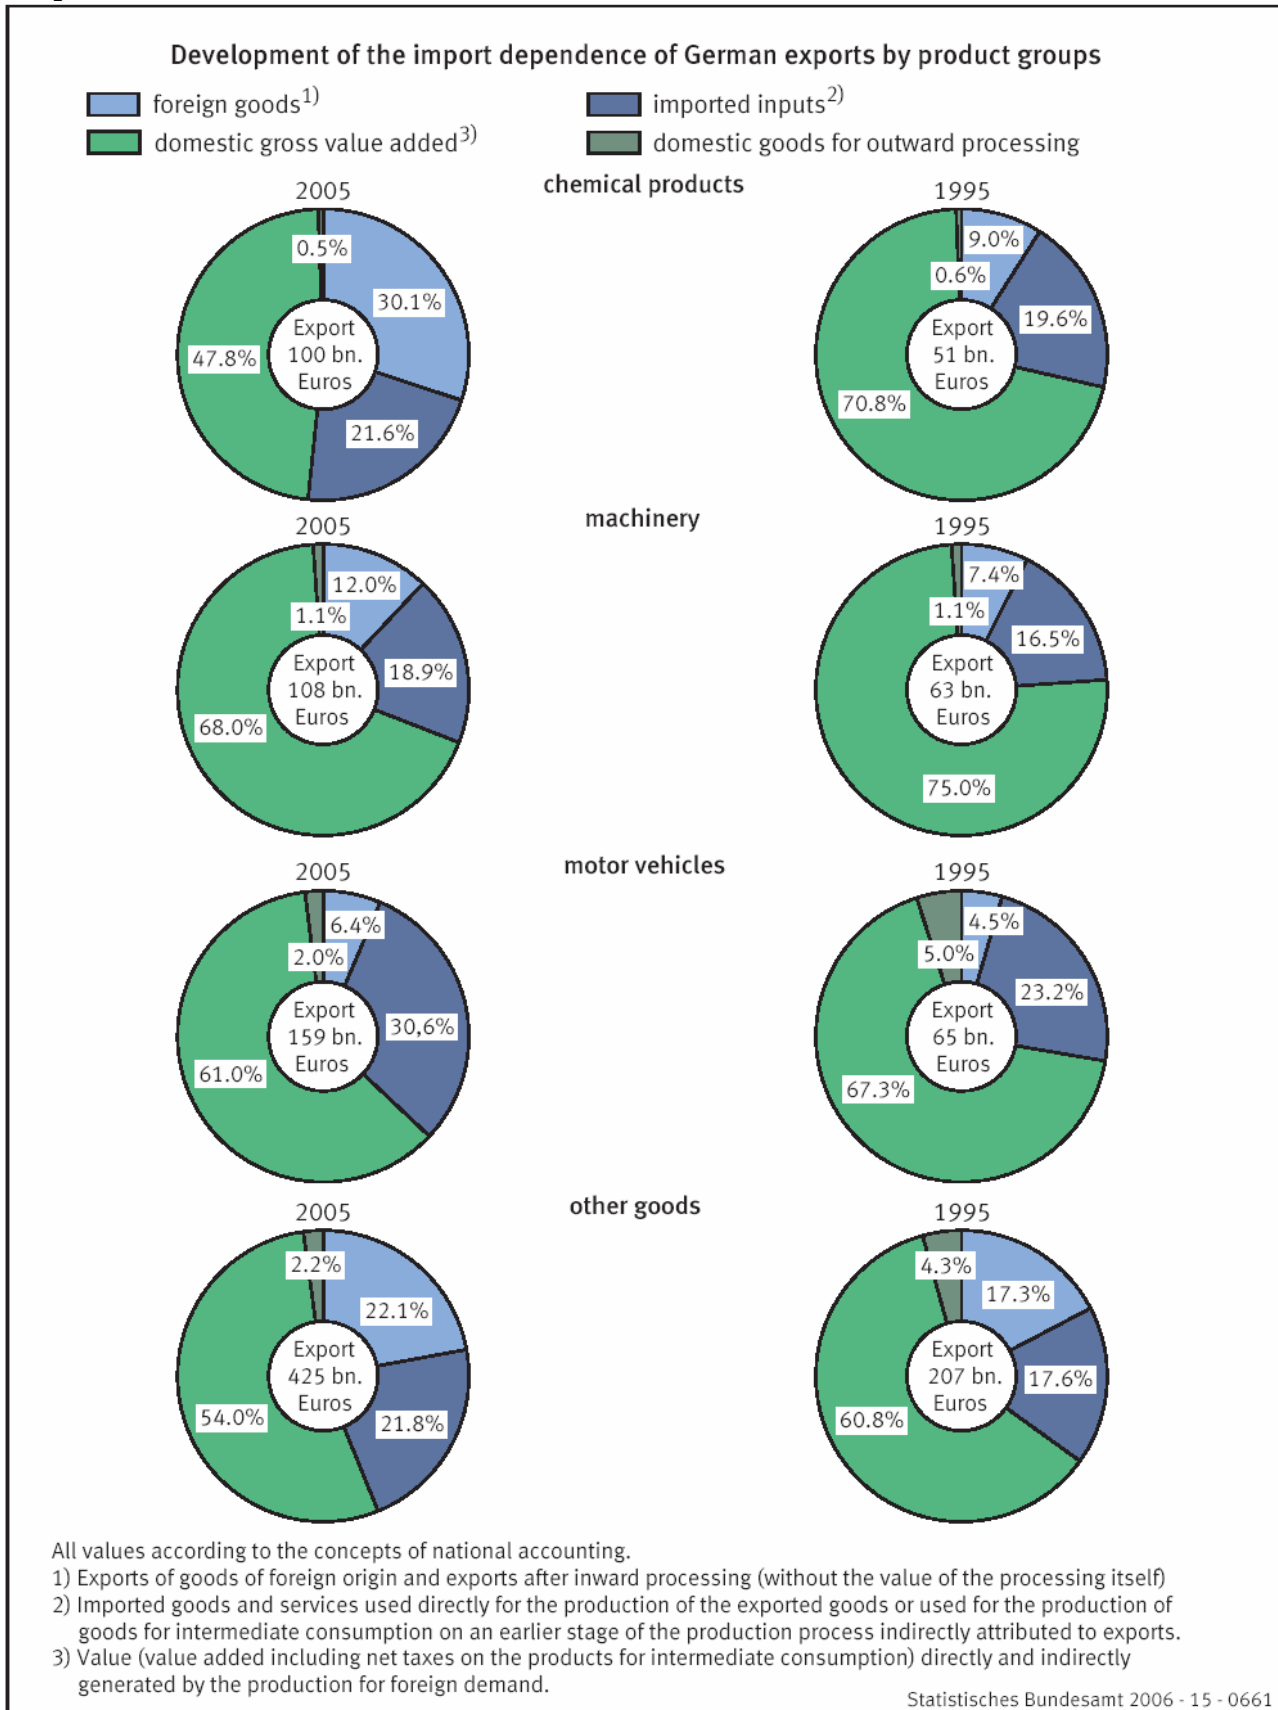 Development of the import dependence of German exports by product groups
foreign goods1)
imported inputs2)
domestic gross value added3)
domestic goods for outward processing
chemical products
2005
0.5%
30.1%
47.8%
21.6%
Export
100 bn.
Euros
1995
9.0%
0.6%
19.6%
70.8%
Export
51 bn.
Euros
machinery
2005
12.0%
1.1%
18.9%
68.0%
Export
108 bn.
Euros
1995
7.4%
1.1%
16.5%
75.0%
Export
63 bn.
Euros
motor vehicles
2005
6.4%
2.0%
30,6%
61.0%
Export
159 bn.
Euros
1995
4.5%
5.0%
23.2%
67.3%
Export
65 bn.
Euros
other goods
2005
2.2%
22.1%
54.0%
21.8%
Export
425 bn.
Euros
1995
4.3%
17.3%
17.6%
60.8%
Export
207 bn.
Euros
All values according to the concepts of national accounting.
1) Exports of goods of foreign origin and exports after inward processing (without the value of the processing itself)
2) Imported goods and services used directly for the production of the exported goods or used for the production of
goods for intermediate consumption on an earlier stage of the production process indirectly attributed to exports.
3) Value (value added including net taxes on the products for intermediate consumption) directly and indirectly
generated by the production for foreign demand.
Statistisches Bundesamt 2006 - 15 - 0661